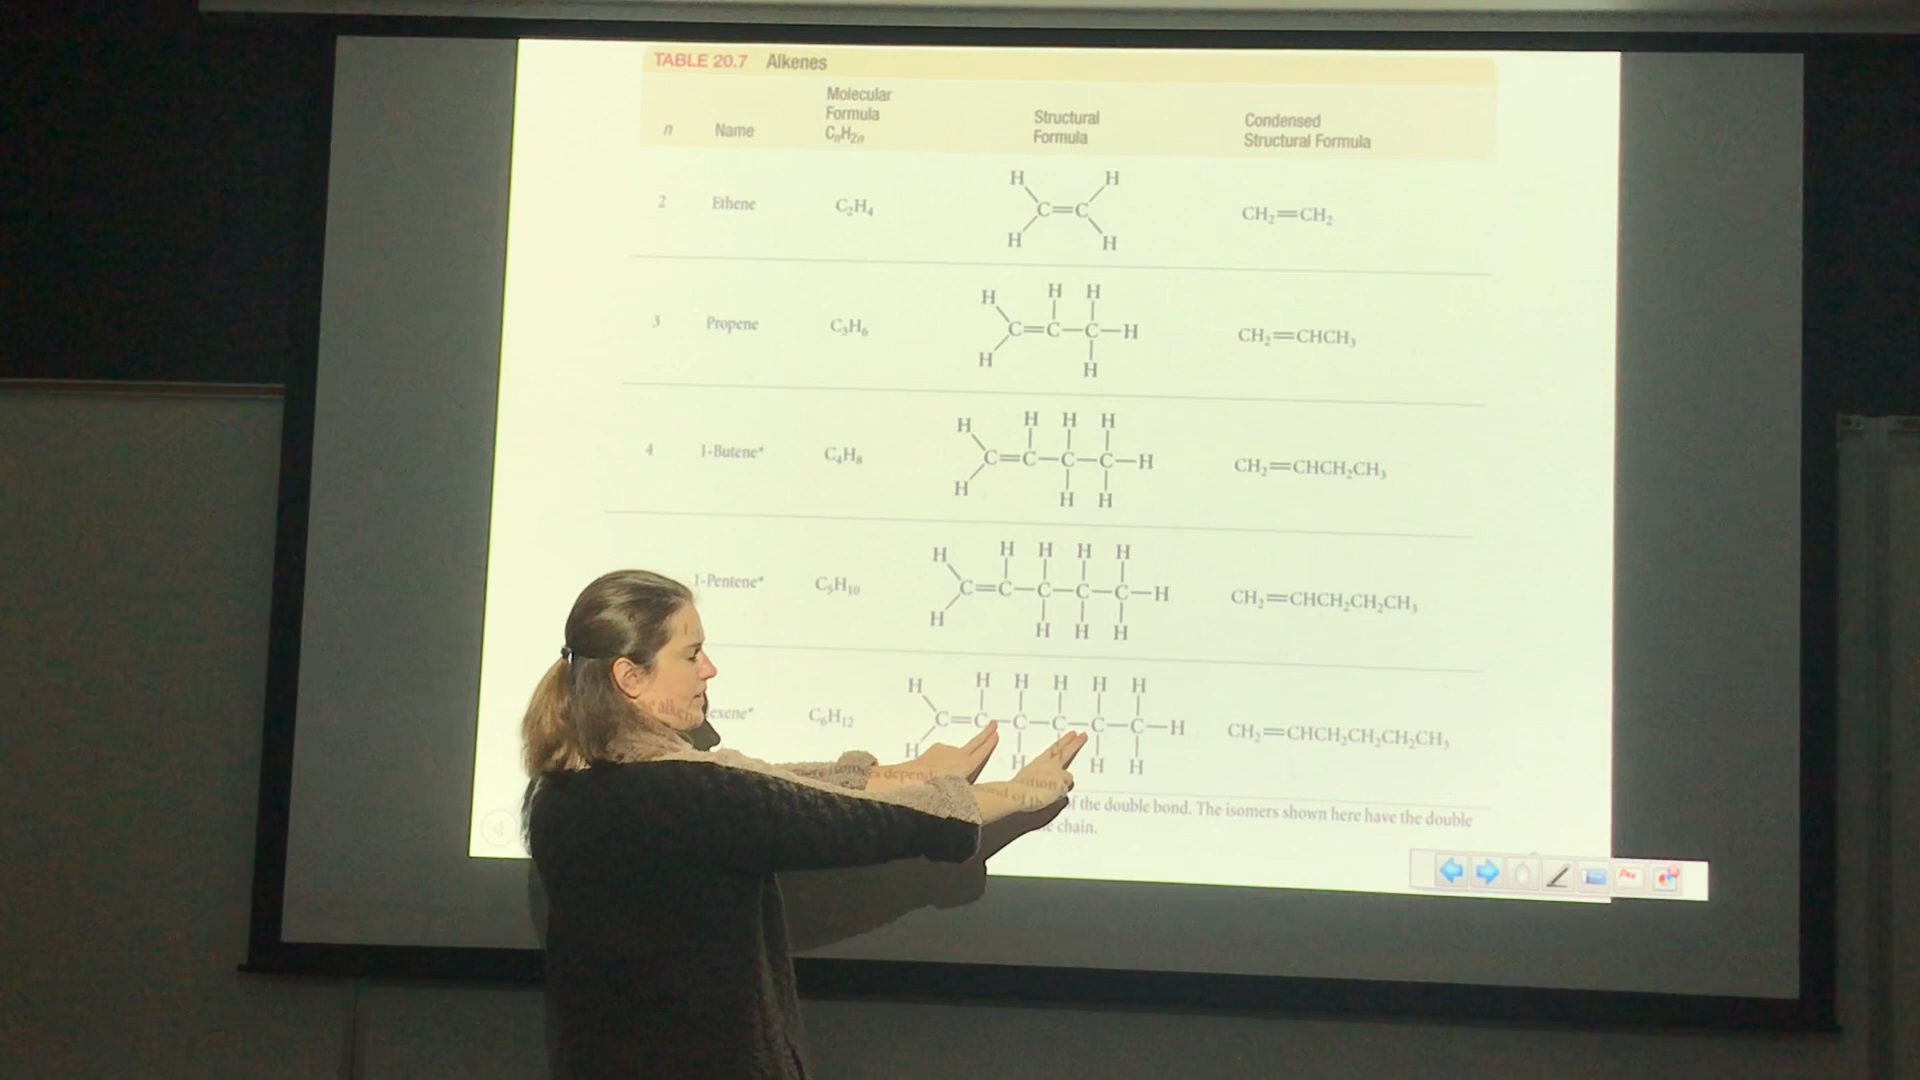 TABLE 20.7 Alkenes
n Name Molecular Formula CₙH₂ₙ Structural Formula Condensed Structural Formula
H H
2 Ethene C₂H₄ C=C CH₂=CH₂
H H
H H H
3 Propene C₃H₆ C=C—C—H CH₂=CHCH₃
H H
H H H H
4 1-Butene* C₄H₈ C=C—C—C—H CH₂=CHCH₂CH₃
H H H
H H H H H
1-Pentene* C₅H₁₀ C=C—C—C—C—H CH₂=CHCH₂CH₂CH₃
H H H H
H H H H H H
exene* C₆H₁₂ C=C—C—C—C—C—H CH₂=CHCH₂CH₂CH₂CH₃
H H H H H
of the double bond. The isomers shown here have the double
chain.